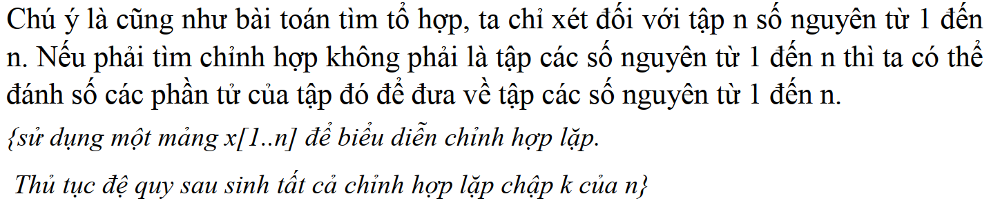 Chú ý là cũng như bài toán tìm tổ hợp, ta chỉ xét đối với tập n số nguyên từ 1 đến
n. Nếu phải tìm chỉnh hợp không phải là tập các số nguyên từ 1 đến n thì ta có thể
đánh số các phần tử của tập đó để đưa về tập các số nguyên từ 1 đến n.
{sử dụng một mảng x[1..n] để biểu diễn chỉnh hợp lặp.
Thủ tục đệ quy sau sinh tất cả chỉnh hợp lặp chập k của n}